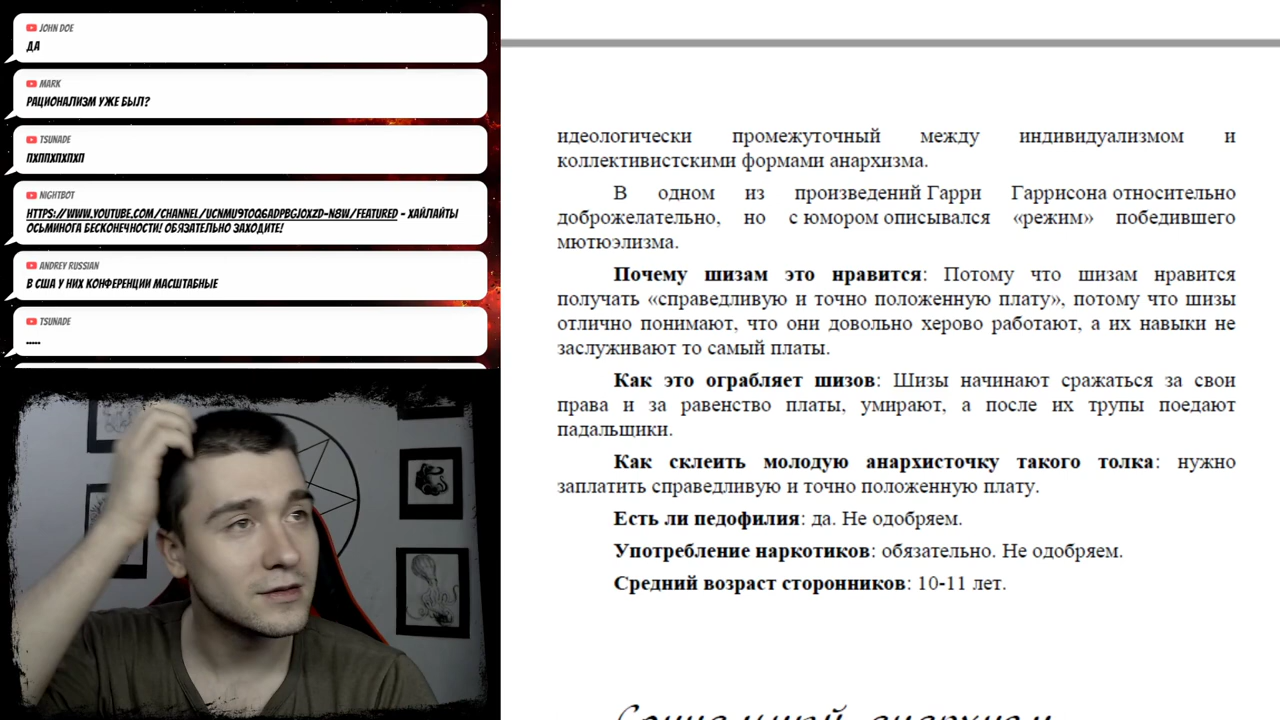 JOHN DOE
ДА
MARK
РАЦИОНАЛИЗМ УЖЕ БЫЛ?
TSUNADE
ПХППХПХПХП
NIGHTBOT
HTTPS://WWW.YOUTUBE.COM/CHANNEL/UCNMU9TOQ6ADPBGJOXZD-N8W/FEATURED - ХАЙЛАЙТЫ
ОСЬМИНОГА БЕСКОНЕЧНОСТИ! ОБЯЗАТЕЛЬНО ЗАХОДИТЕ!
ANDREY RUSSIAN
В США У НИХ КОНФЕРЕНЦИИ МАСШТАБНЫЕ
TSUNADE
.....
идеологически промежуточный между индивидуализмом и
коллективистскими формами анархизма.
В одном из произведений Гарри Гаррисона относительно
доброжелательно, но с юмором описывался «режим» победившего
мютюэлизма.
Почему шизам это нравится: Потому что шизам нравится
получать «справедливую и точно положенную плату», потому что шизы
отлично понимают, что они довольно херово работают, а их навыки не
заслуживают то самый платы.
Как это ограбляет шизов: Шизы начинают сражаться за свои
права и за равенство платы, умирают, а после их трупы поедают
падальщики.
Как склеить молодую анархисточку такого толка: нужно
заплатить справедливую и точно положенную плату.
Есть ли педофилия: да. Не одобряем.
Употребление наркотиков: обязательно. Не одобряем.
Средний возраст сторонников: 10-11 лет.